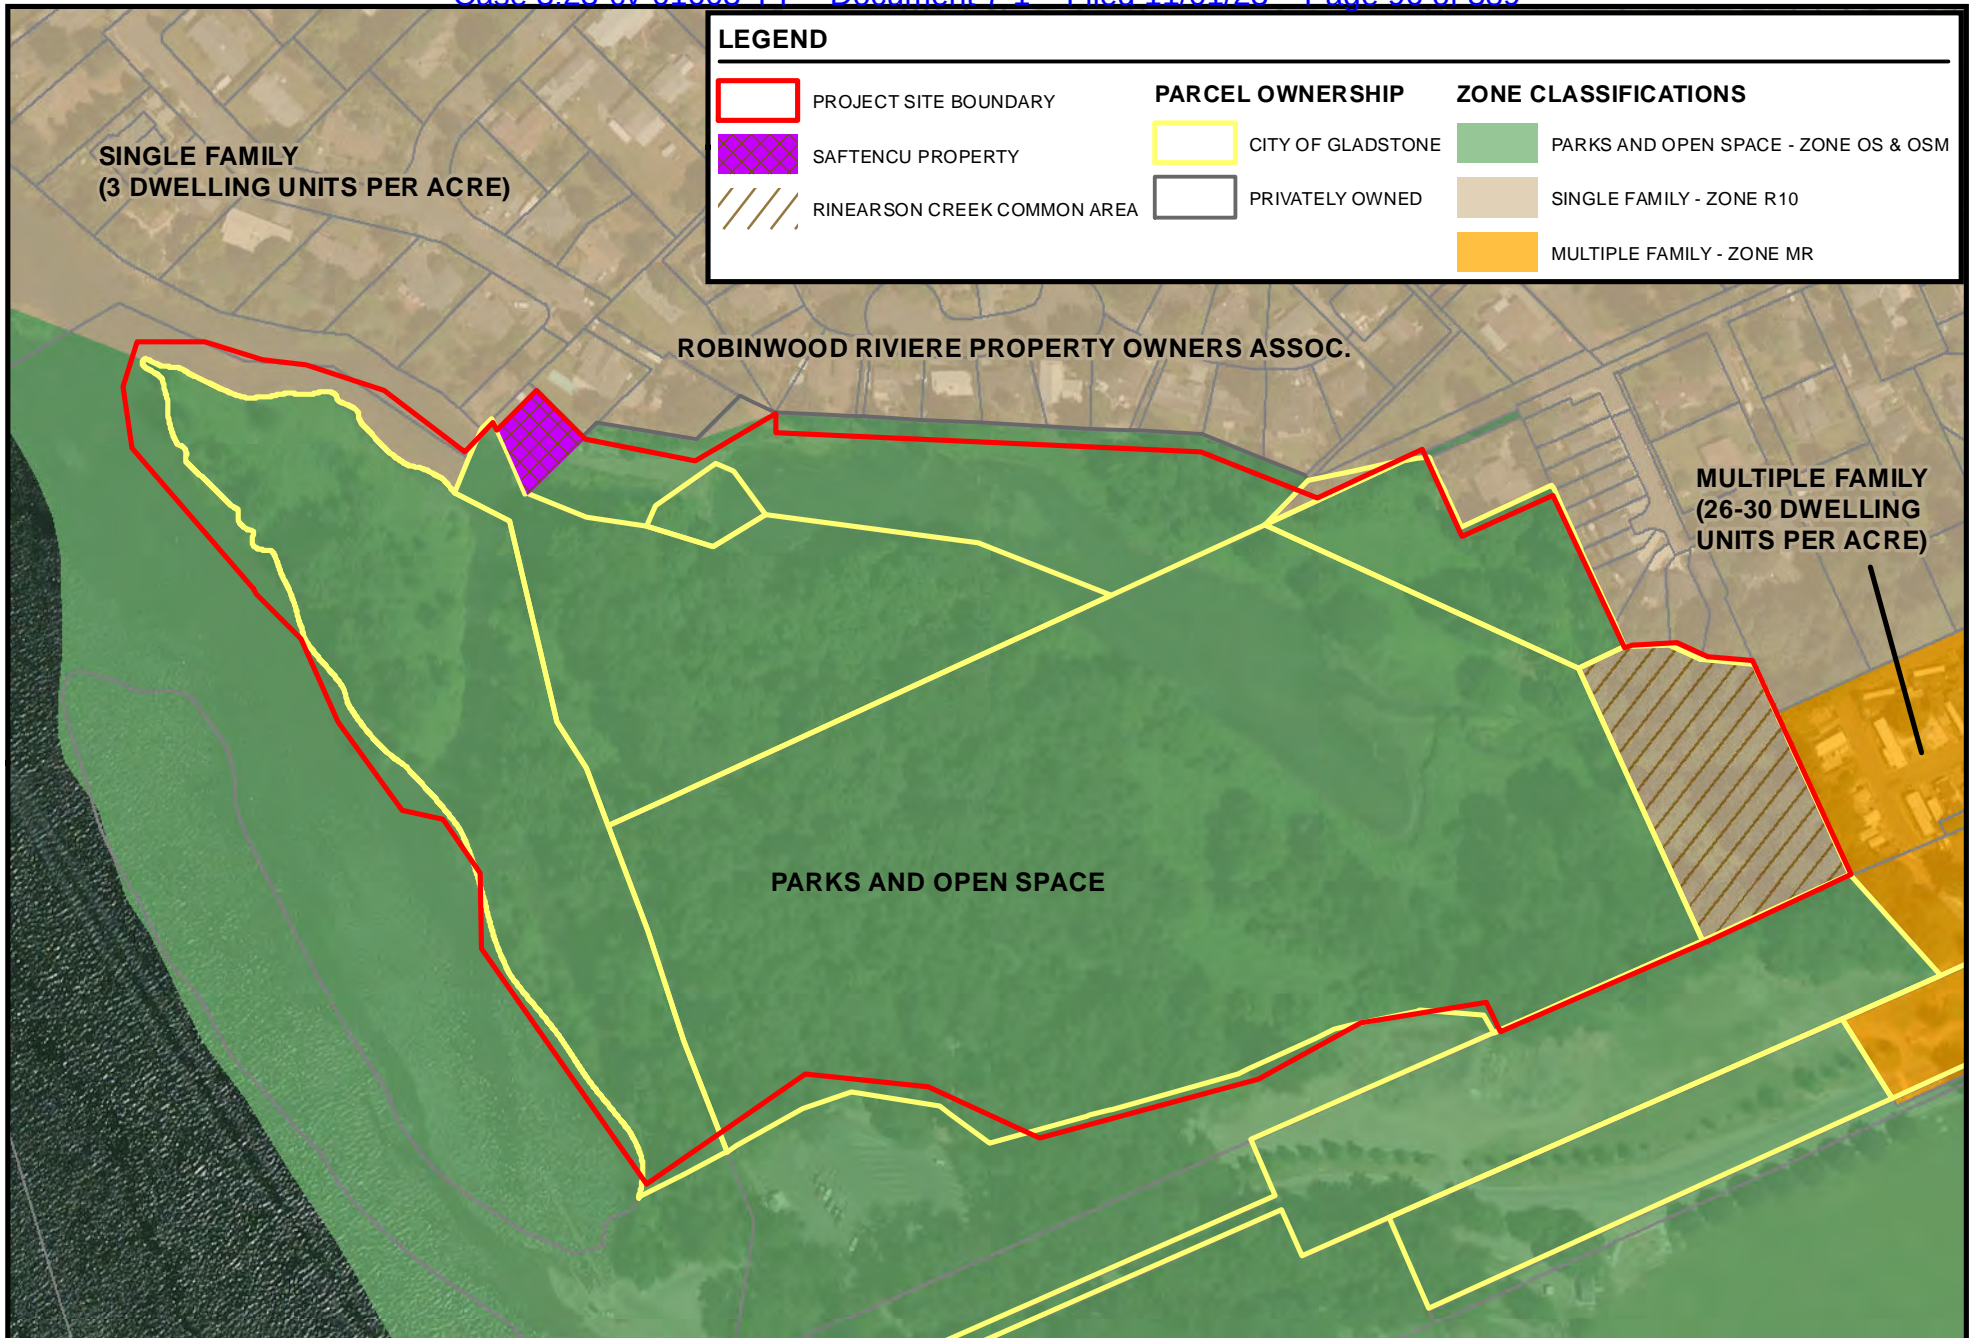 LEGEND
PROJECT SITE BOUNDARY
SAFTENCU PROPERTY
RINEARSON CREEK COMMON AREA
PARCEL OWNERSHIP
CITY OF GLADSTONE
PRIVATELY OWNED
ZONE CLASSIFICATIONS
PARKS AND OPEN SPACE - ZONE OS & OSM
SINGLE FAMILY - ZONE R10
MULTIPLE FAMILY - ZONE MR
SINGLE FAMILY
(3 DWELLING UNITS PER ACRE)
ROBINWOOD RIVIERE PROPERTY OWNERS ASSOC.
MULTIPLE FAMILY
(26-30 DWELLING
UNITS PER ACRE)
PARKS AND OPEN SPACE